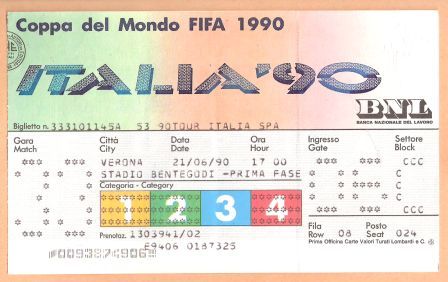 Coppa del Mondo FIFA 1990
ITALIA'90
BNL
BANCA NAZIONALE DEL LAVORO
Biglietto n. 333101145A 53 90TOUR ITALIA SPA
Gara
Match
Città
City
Data
Date
Ora
Hour
Ingresso
Gate
Settore
Block
*** *** VERONA 21/06/90 17 00 *** *** CCC
STADIO BENTEGODI -PRIMA FASE
C
Categoria - Category
C
1 2 3 4
CCC
Prenotaz. 1303941/02
Fila
Row 08
Posto
Seat 024
E9406 0187325
Prima Officina Carte Valori Turati Lombardi e C.